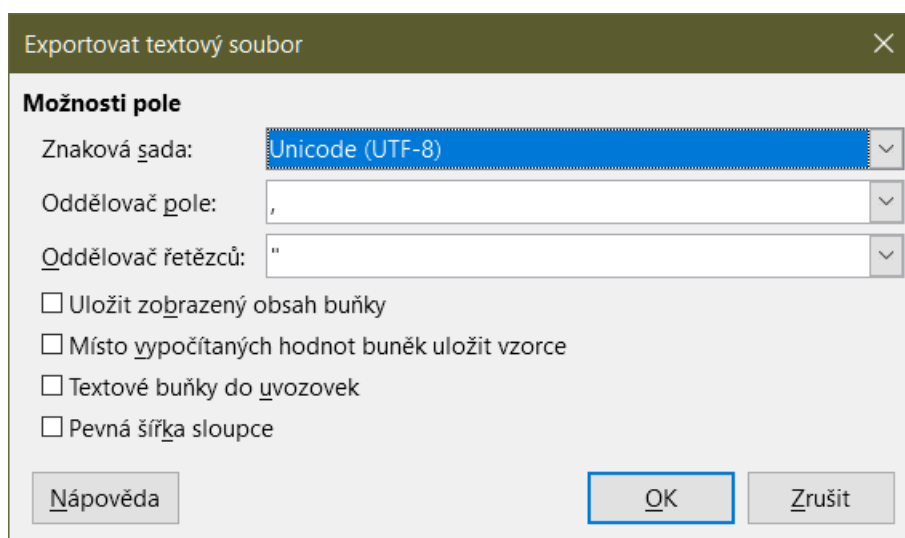 Exportovat textový soubor
Možnosti pole
Znaková sada: Unicode (UTF-8)
Oddělovač pole: ,
Oddělovač řetězců: "
Uložit zobrazený obsah buňky
Místo vypočítaných hodnot buněk uložit vzorce
Textové buňky do uvozovek
Pevná šířka sloupce
Nápověda OK Zrušit